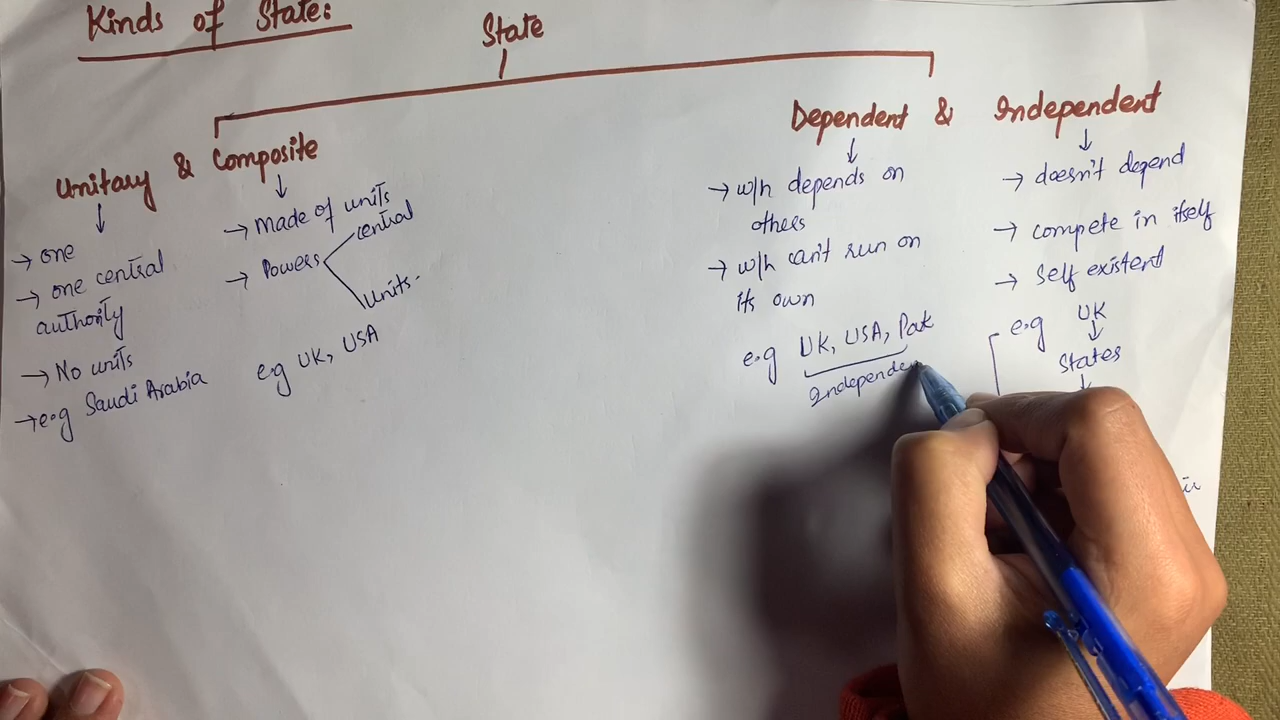 Kinds of State:
State
Unitary & Composite
→ one
→ one central
authority
→ No units
→ e.g Saudi Arabia
→ Made of units
→ Powers
central
Units.
e.g UK, USA
Dependent & Independent
→ w/h depends on
others
→ w/h can't run on
its own
e.g UK, USA, Pak
Independen
→ doesn't depend
→ compete in itself
→ Self existent
e.g UK
States